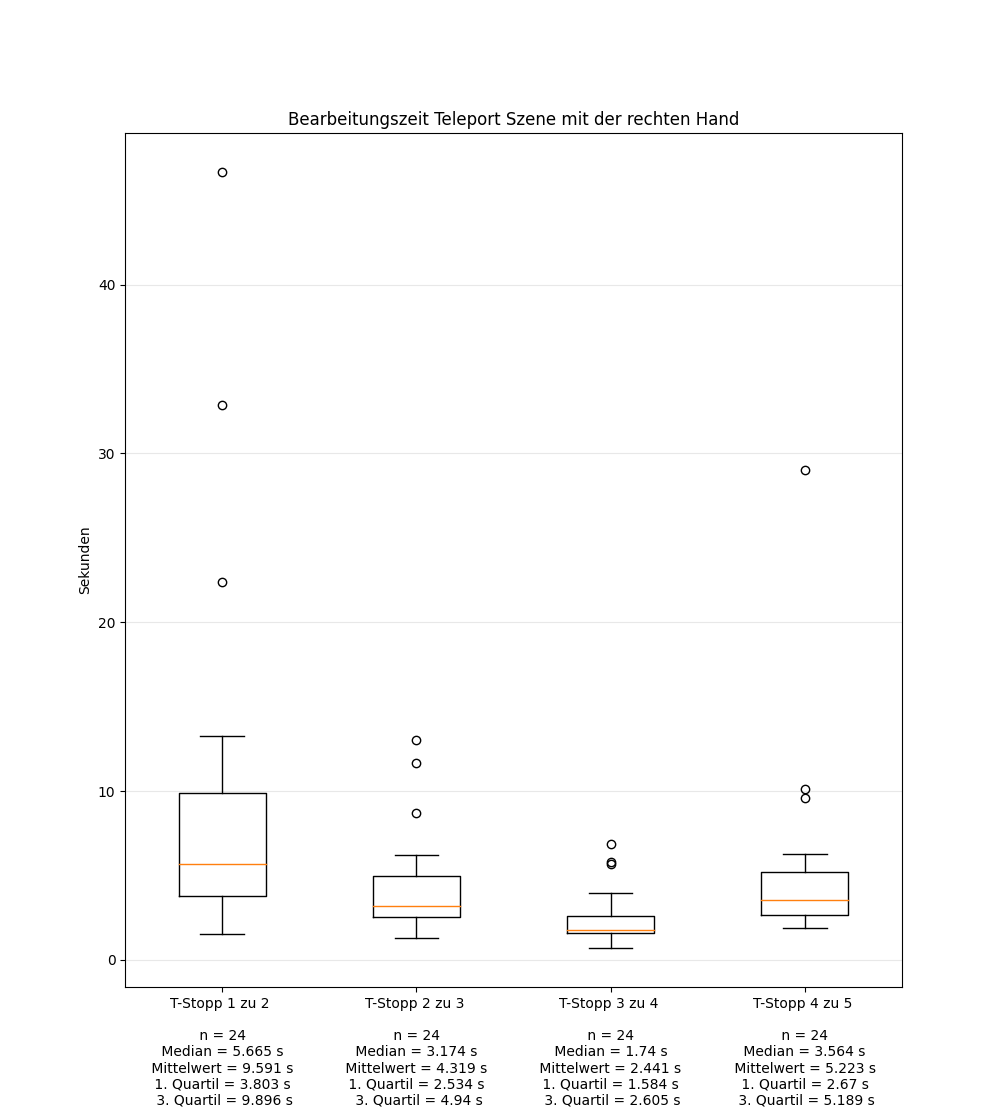 Bearbeitungszeit Teleport Szene mit der rechten Hand
40
30
20
10
0
Sekunden
T-Stopp 1 zu 2 T-Stopp 2 zu 3 T-Stopp 3 zu 4 T-Stopp 4 zu 5
n = 24 n = 24 n = 24 n = 24
Median = 5.665 s Median = 3.174 s Median = 1.74 s Median = 3.564 s
Mittelwert = 9.591 s Mittelwert = 4.319 s Mittelwert = 2.441 s Mittelwert = 5.223 s
1. Quartil = 3.803 s 1. Quartil = 2.534 s 1. Quartil = 1.584 s 1. Quartil = 2.67 s
3. Quartil = 9.896 s 3. Quartil = 4.94 s 3. Quartil = 2.605 s 3. Quartil = 5.189 s